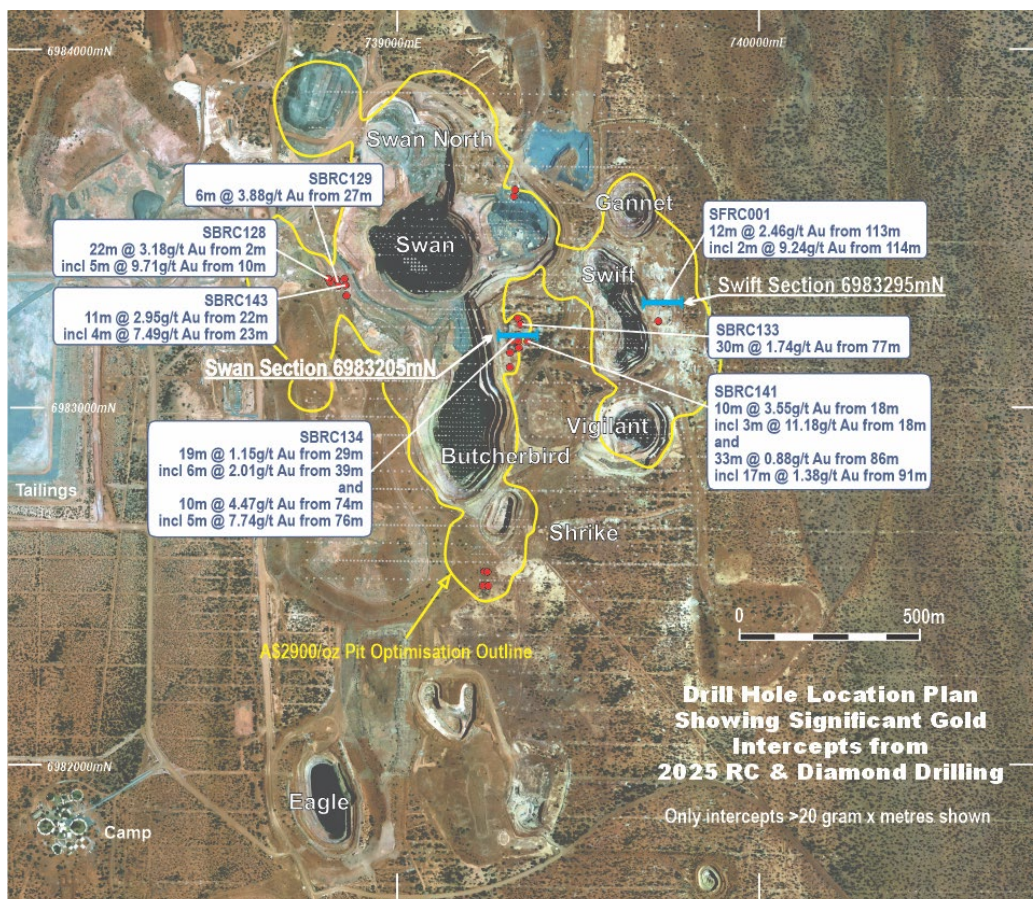 6984000mN
739000mE
740000mE
Swan North
SBRC129
6m @ 3.88g/t Au from 27m
Gannet
SFRC001
12m @ 2.46g/t Au from 113m
incl 2m @ 9.24g/t Au from 114m
SBRC128
22m @ 3.18g/t Au from 2m
incl 5m @ 9.71g/t Au from 10m
Swan
Swift
Swift Section 6983295mN
SBRC143
11m @ 2.95g/t Au from 22m
incl 4m @ 7.49g/t Au from 23m
SBRC133
30m @ 1.74g/t Au from 77m
Swan Section 6983205mN
SBRC141
10m @ 3.55g/t Au from 18m
incl 3m @ 11.18g/t Au from 18m
and
33m @ 0.88g/t Au from 86m
incl 17m @ 1.38g/t Au from 91m
6983000mN
Vigilant
SBRC134
19m @ 1.15g/t Au from 29m
incl 6m @ 2.01g/t Au from 39m
and
10m @ 4.47g/t Au from 74m
incl 5m @ 7.74g/t Au from 76m
Butcherbird
Tailings
Shrike
0
500m
A$2900/oz Pit Optimisation Outline
Drill Hole Location Plan
Showing Significant Gold
Intercepts from
2025 RC & Diamond Drilling
Only intercepts >20 gram x metres shown
6982000mN
Eagle
Camp